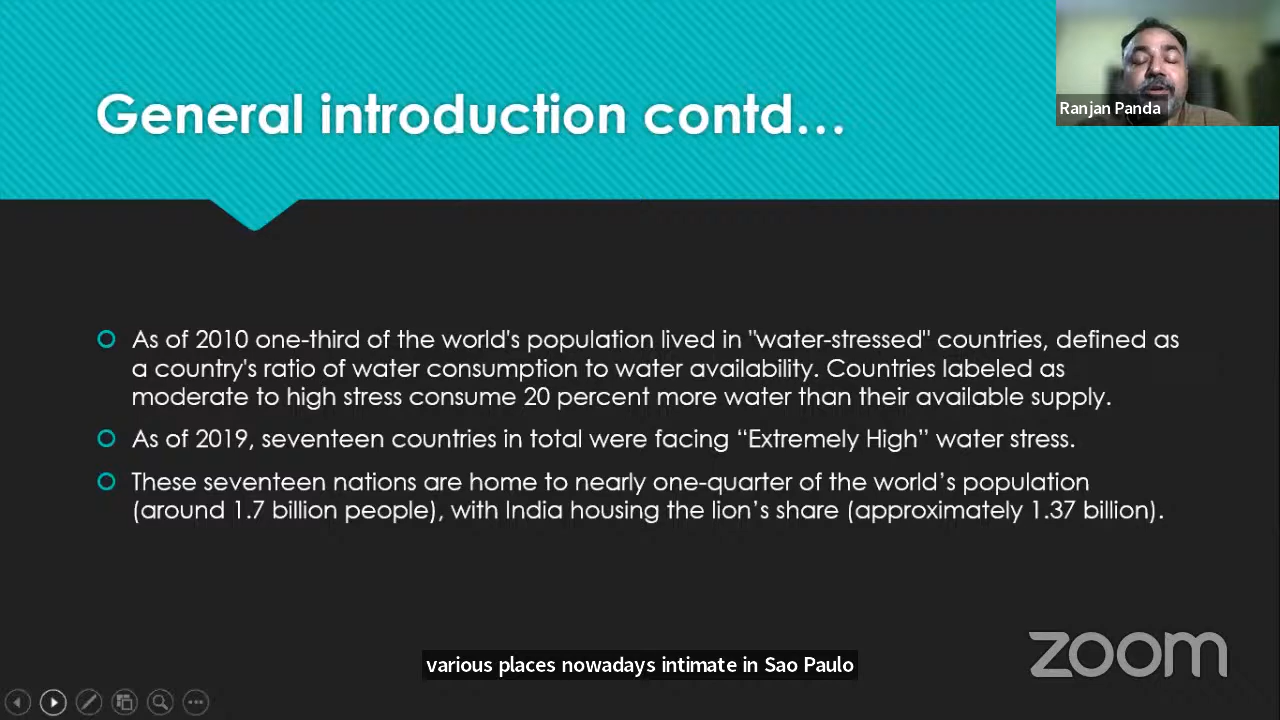 General introduction contd...
Ranjan Panda
As of 2010 one-third of the world's population lived in "water-stressed" countries, defined as
a country's ratio of water consumption to water availability. Countries labeled as
moderate to high stress consume 20 percent more water than their available supply.
As of 2019, seventeen countries in total were facing “Extremely High” water stress.
These seventeen nations are home to nearly one-quarter of the world’s population
(around 1.7 billion people), with India housing the lion’s share (approximately 1.37 billion).
various places nowadays intimate in Sao Paulo
zoom